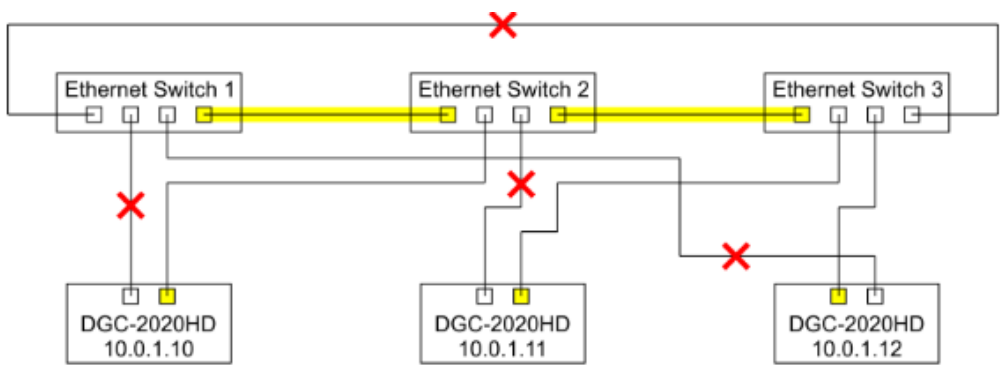 Ethernet Switch 1
Ethernet Switch 2
Ethernet Switch 3
DGC-2020HD
10.0.1.10
DGC-2020HD
10.0.1.11
DGC-2020HD
10.0.1.12